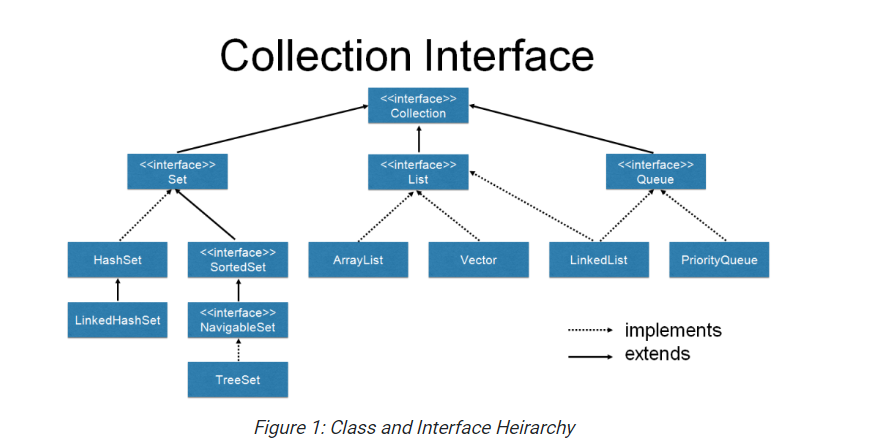 Collection Interface
<<interface>>
Collection
<<interface>>
Set
<<interface>>
List
<<interface>>
Queue
HashSet
<<interface>>
SortedSet
ArrayList
Vector
LinkedList
PriorityQueue
LinkedHashSet
<<interface>>
NavigableSet
TreeSet
implements
extends
Figure 1: Class and Interface Heirarchy